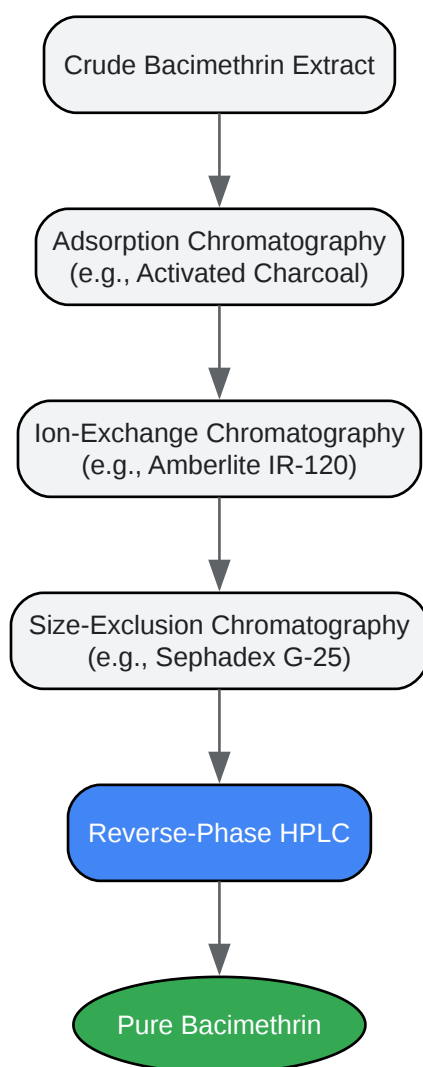 Crude Bacimethrin Extract
Adsorption Chromatography
(e.g., Activated Charcoal)
Ion-Exchange Chromatography
(e.g., Amberlite IR-120)
Size-Exclusion Chromatography
(e.g., Sephadex G-25)
Reverse-Phase HPLC
Pure Bacimethrin